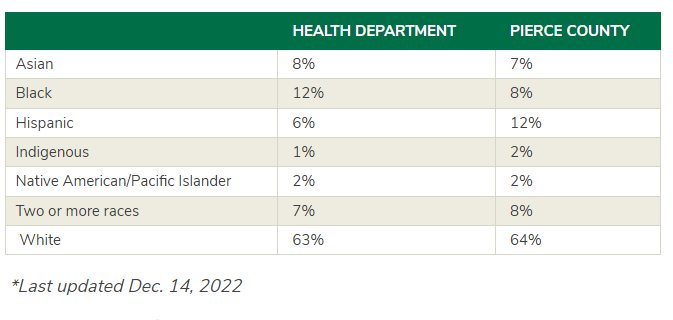 HEALTH DEPARTMENT PIERCE COUNTY
Asian 8% 7%
Black 12% 8%
Hispanic 6% 12%
Indigenous 1% 2%
Native American/Pacific Islander 2% 2%
Two or more races 7% 8%
White 63% 64%
*Last updated Dec. 14, 2022